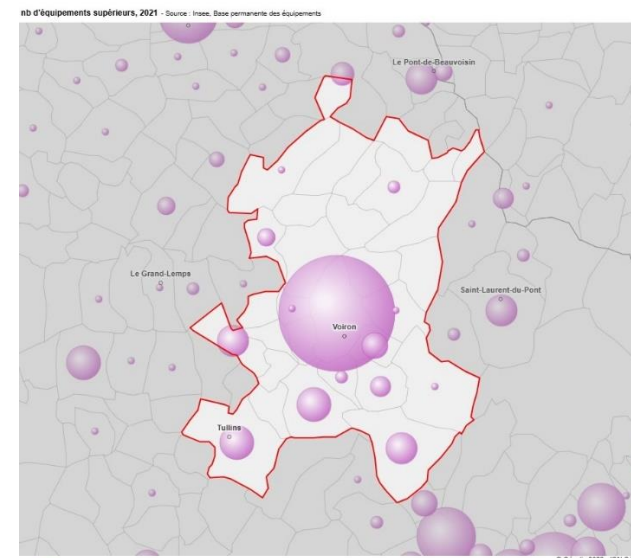 nb d'équipements supérieurs, 2021 - Source : Insee, Base permanente des équipements
Le Pont-de-Beauvoisin
Le Grand-Lemps
Saint-Laurent-du-Pont
Voiron
Tullins